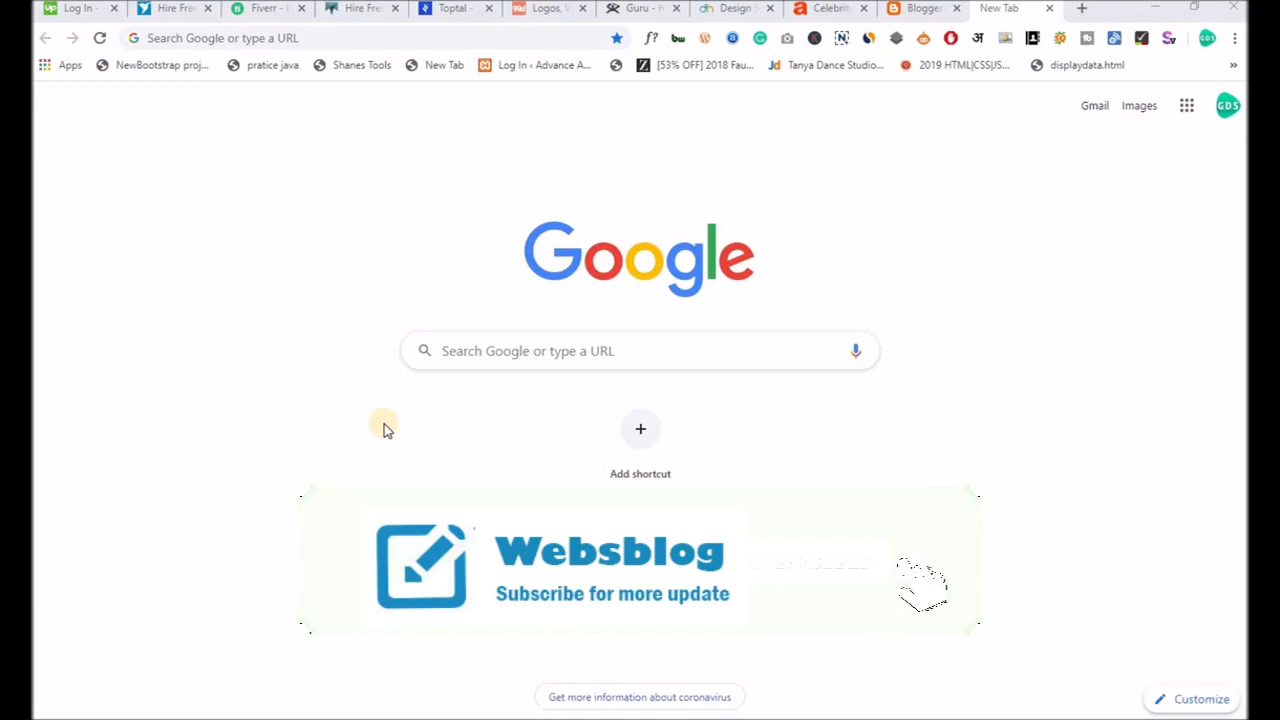 Log In -
Hire Fre
Fiverr -
Hire Fre
Toptal -
Logos,
Guru -
Design
Celebrit
Blogger
New Tab
Search Google or type a URL
Apps
NewBootstrap proj...
pratice java
Shanes Tools
New Tab
Log In ‹ Advance A...
[53% OFF] 2018 Fau...
Tanya Dance Studio...
2019 HTML|CSS|JS...
displaydata.html
»
Gmail
Images
GDS
Google
Search Google or type a URL
Add shortcut
Websblog
Subscribe for more update
Get more information about coronavirus
Customize